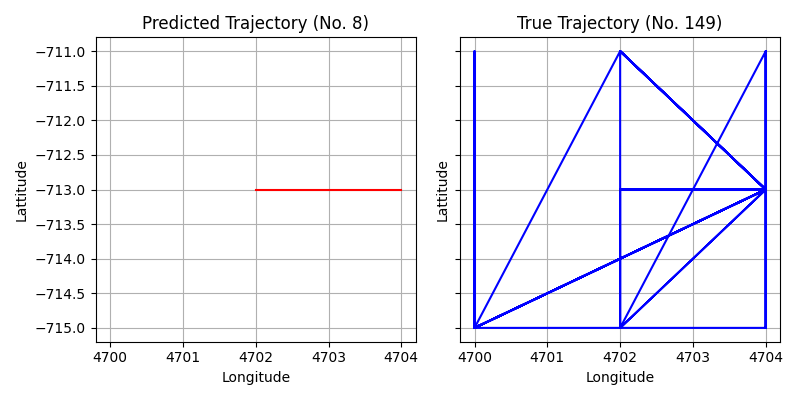 Predicted Trajectory (No. 8)
True Trajectory (No. 149)
−711.0
−711.5
−712.0
−712.5
−713.0
−713.5
−714.0
−714.5
−715.0
Lattitude
Lattitude
4700 4701 4702 4703 4704
4700 4701 4702 4703 4704
Longitude
Longitude